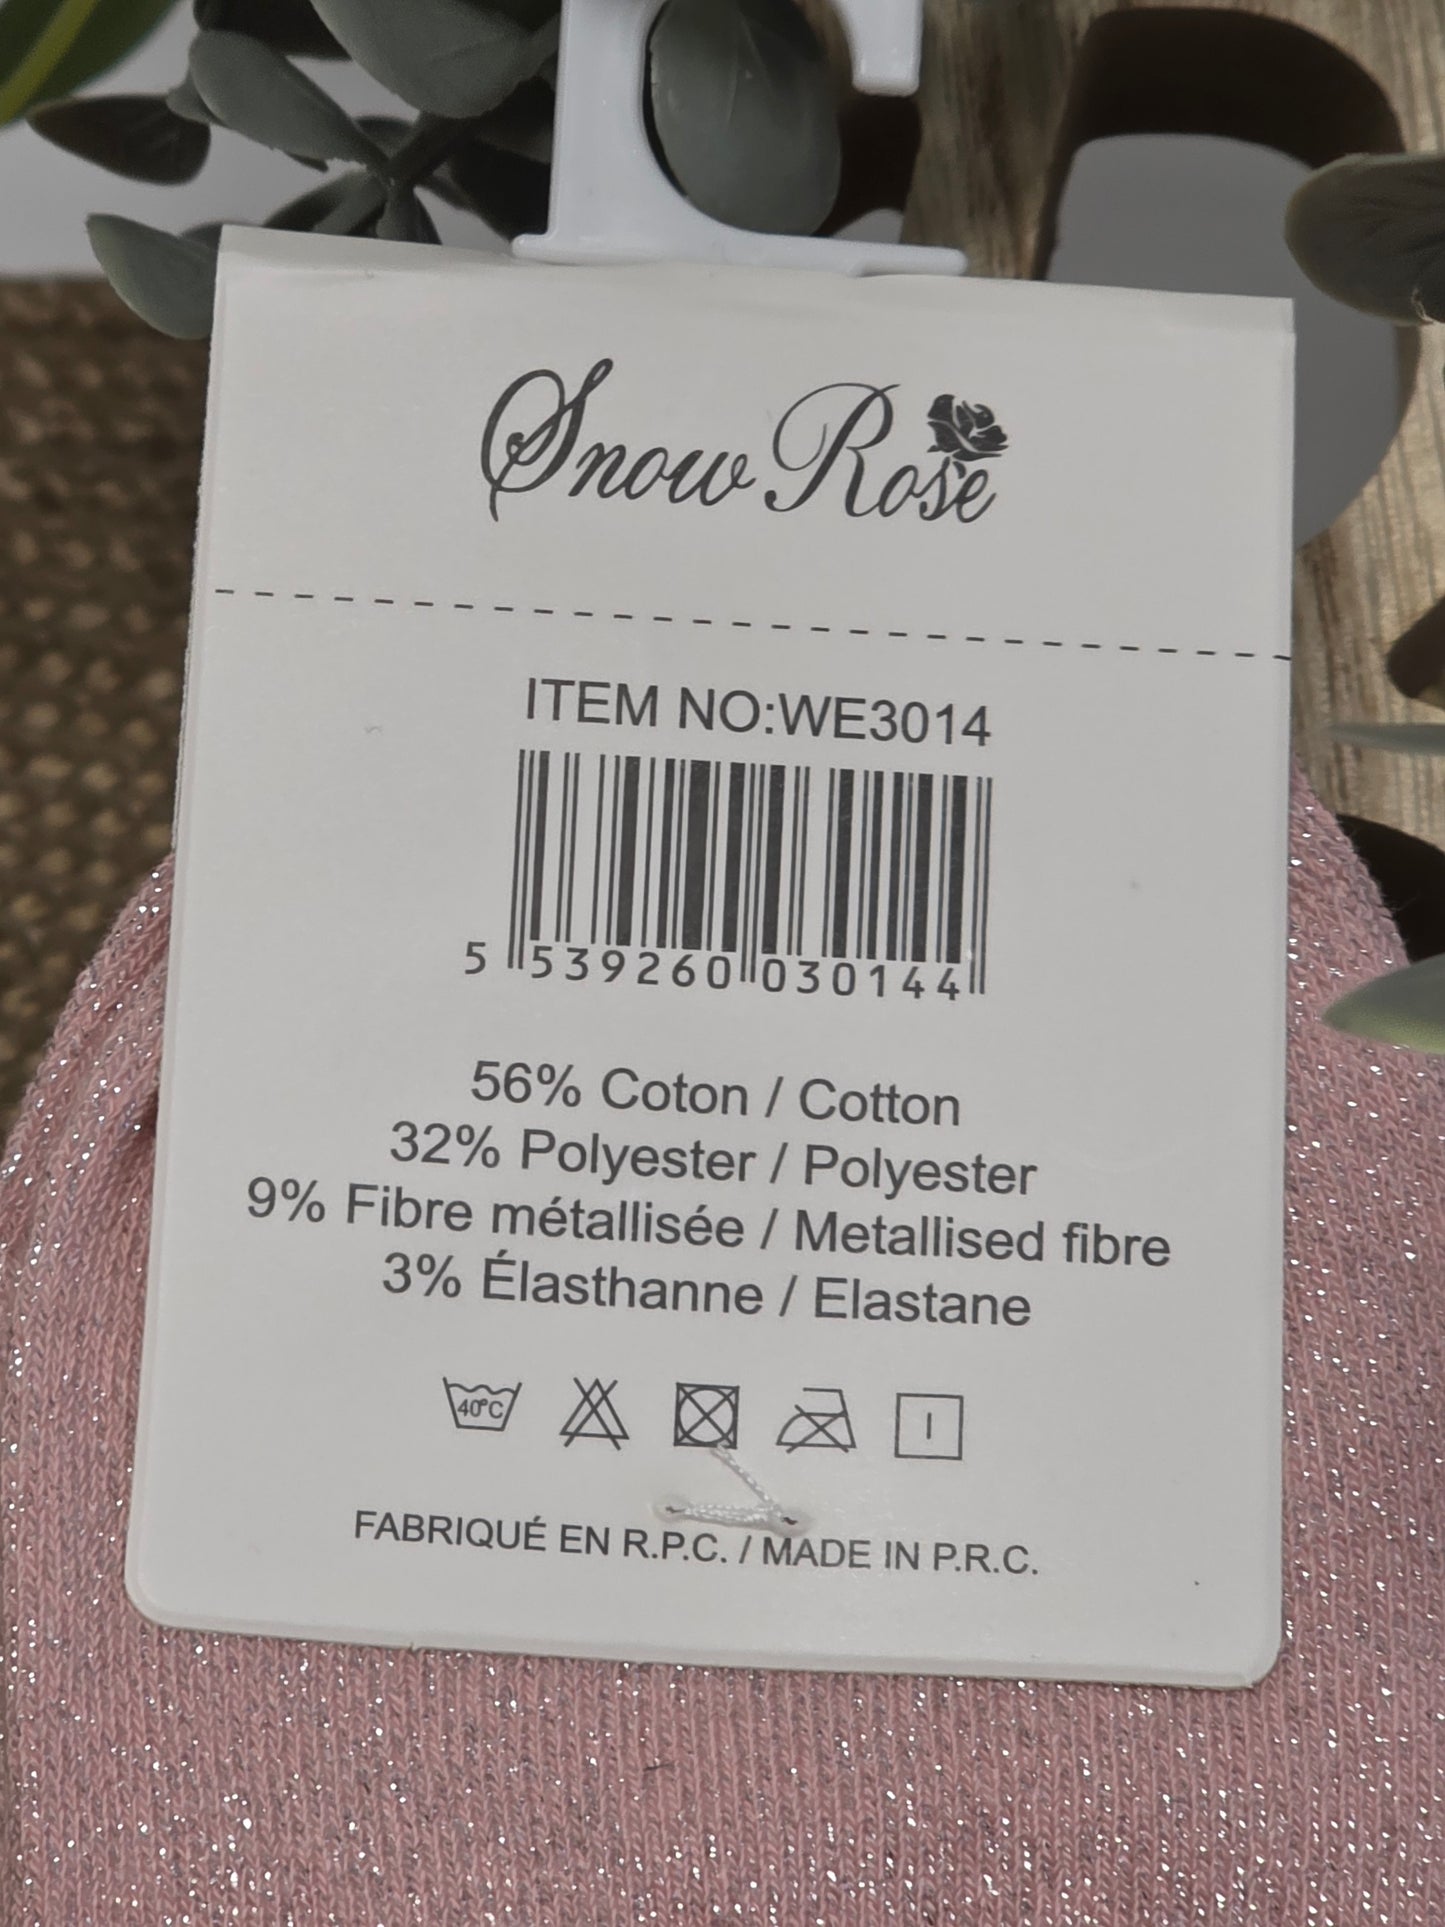 Snow Rose
ITEM NO:WE3014
5 539260 030144
56% Coton / Cotton
32% Polyester / Polyester
9% Fibre métallisée / Metallised fibre
3% Élasthanne / Elastane
40°C
FABRIQUÉ EN R.P.C. / MADE IN P.R.C.